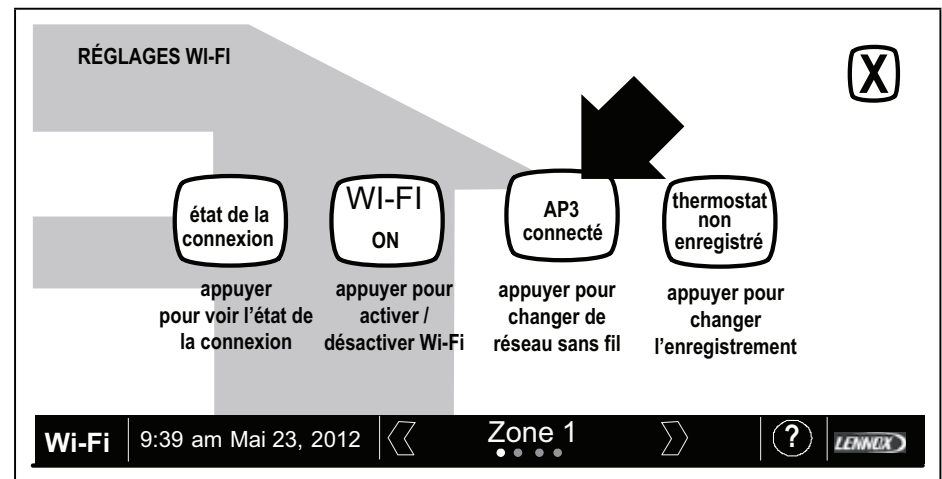 RÉGLAGES WI-FI
X
état de la
connexion
WI-FI
ON
AP3
connecté
thermostat
non
enregistré
appuyer
pour voir l’état de
la connexion
appuyer pour
activer /
désactiver Wi-Fi
appuyer pour
changer de
réseau sans fil
appuyer pour
changer
l’enregistrement
Wi-Fi
9:39 am Mai 23, 2012
Zone 1
?
LENNOX